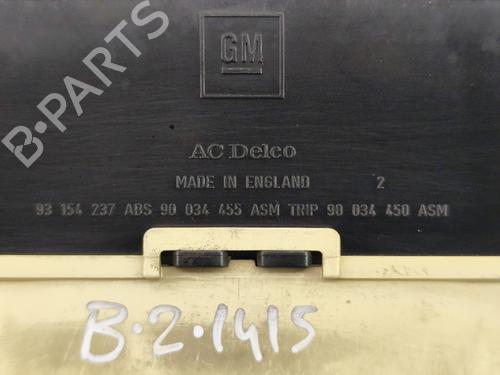 B-PARTS
GM
AC Delco
MADE IN ENGLAND 2
93 154 237 ABS 90 034 455 ASM TRIP 90 034 450 ASM
B.2.1415